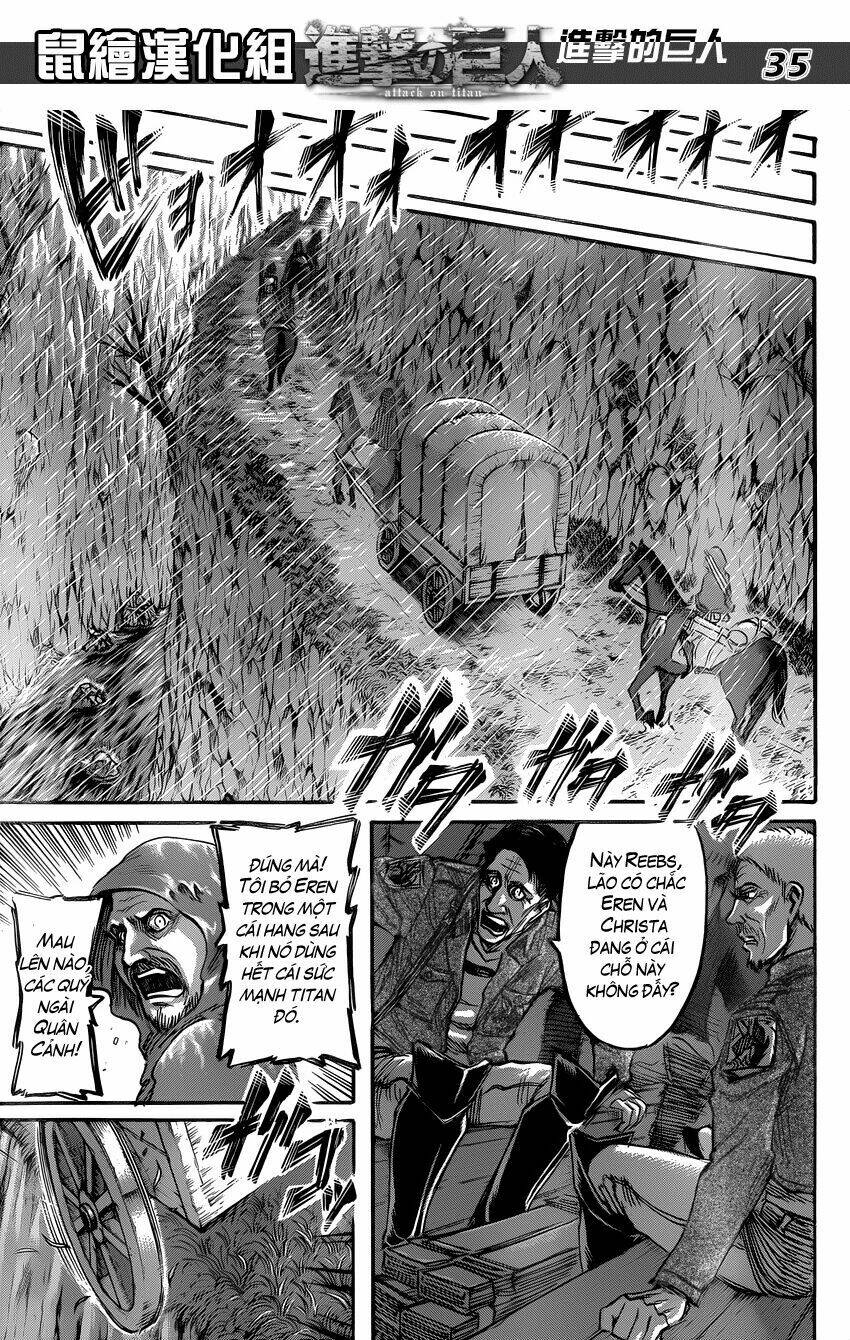 鼠繪漢化組
進撃の巨人
attack on titan
進擊的巨人
35
NÀY REEBS,
LÃO CÓ CHẮC
EREN VÀ
CHRISTA
ĐANG Ở CÁI
CHỖ NÀY
KHÔNG ĐẤY?
ĐÚNG MÀ!
TÔI BỎ EREN
TRONG MỘT
CÁI HANG SAU
KHI NÓ DÙNG
HẾT CÁI SỨC
MẠNH TITAN
ĐÓ.
MAU
LÊN NÀO,
CÁC QUÝ
NGÀI
QUÂN
CẢNH!